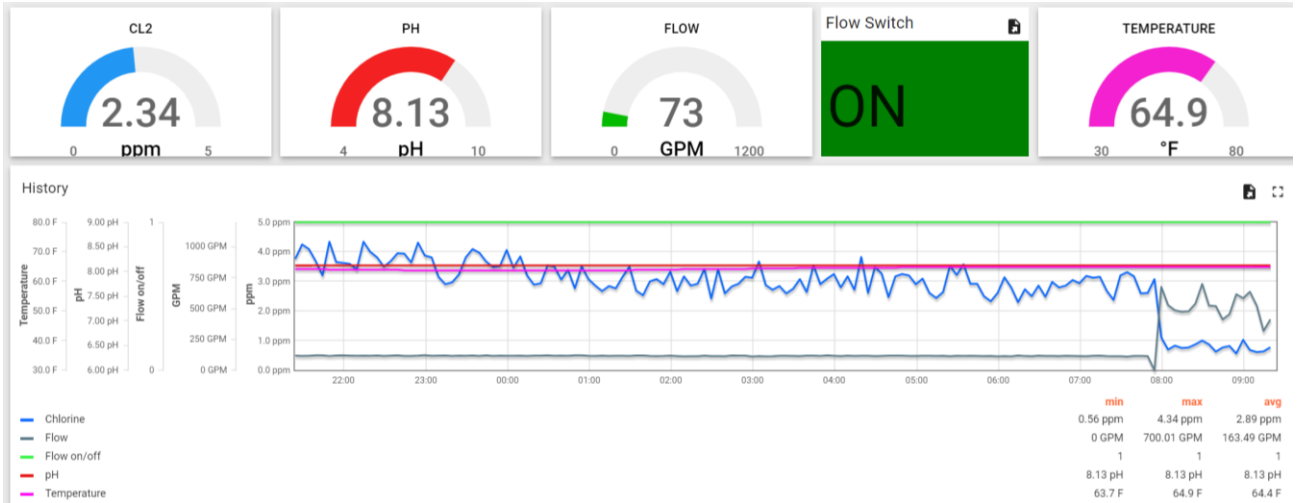 CL2
2.34
ppm
0 5
PH
8.13
pH
4 10
FLOW
73
GPM
0 1200
Flow Switch
ON
TEMPERATURE
64.9
°F
30 80
History
80.0 F 9.00 pH 1 5.0 ppm
70.0 F 8.50 pH 1000 GPM 4.0 ppm
60.0 F 8.00 pH 750 GPM 3.0 ppm
50.0 F 7.50 pH 500 GPM 2.0 ppm
40.0 F 7.00 pH 250 GPM 1.0 ppm
30.0 F 6.50 pH 0 GPM 0.0 ppm
6.00 pH 0
Temperature
pH
Flow on/off
GPM
ppm
22:00 23:00 00:00 01:00 02:00 03:00 04:00 05:00 06:00 07:00 08:00 09:00
min max avg
Chlorine 0.56 ppm 4.34 ppm 2.89 ppm
Flow 0 GPM 700.01 GPM 163.49 GPM
Flow on/off 1 1 1
pH 8.13 pH 8.13 pH 8.13 pH
Temperature 63.7 F 64.9 F 64.4 F